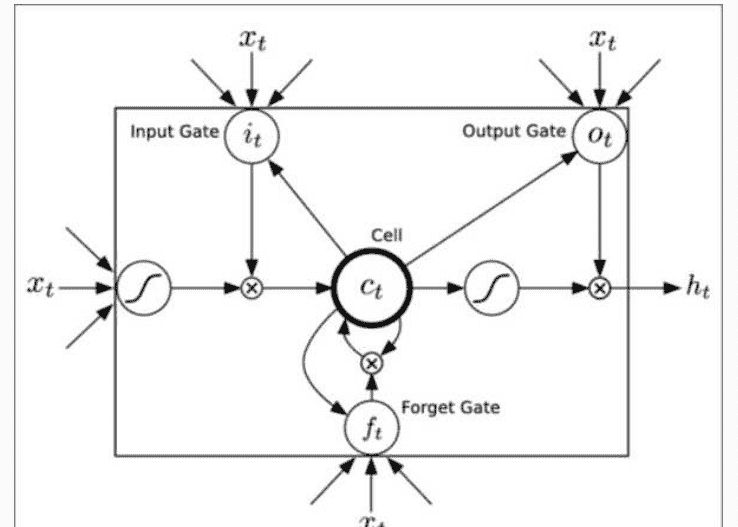 x_t
x_t
Input Gate
i_t
Output Gate
o_t
Cell
x_t
c_t
h_t
Forget Gate
f_t
x_t